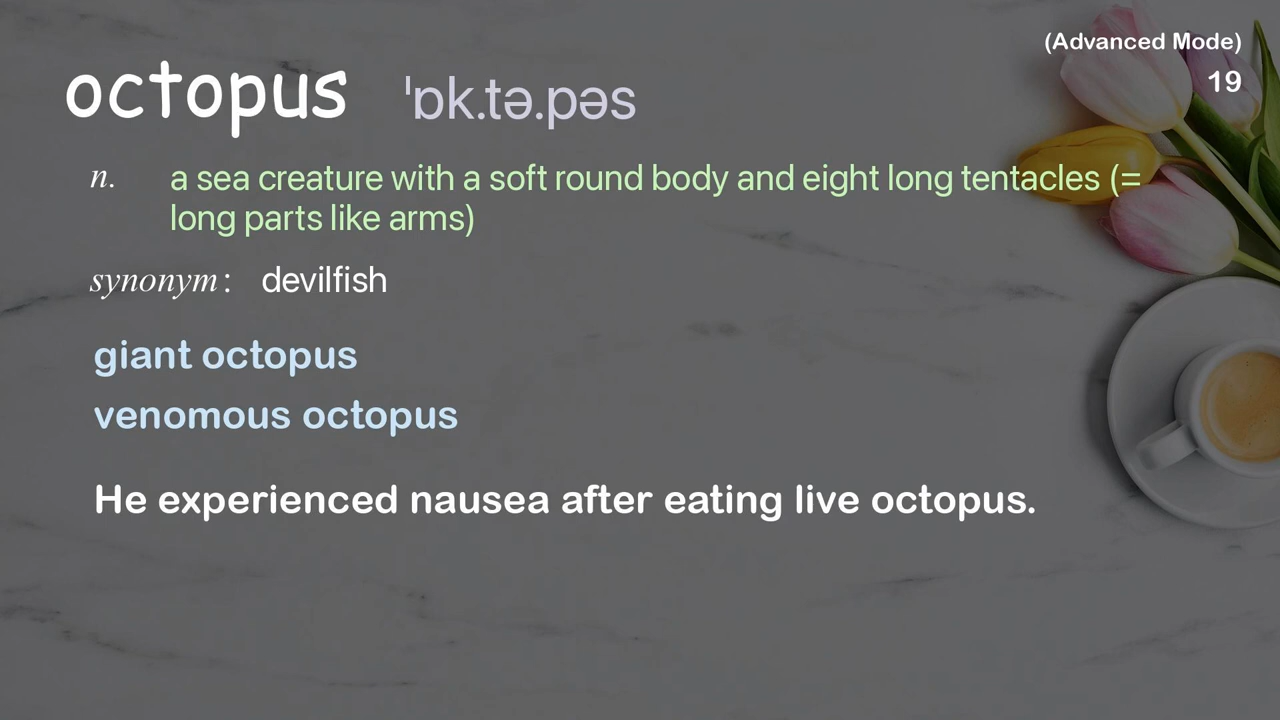 (Advanced Mode)
octopus ˈɒk.tə.pəs
19
n. a sea creature with a soft round body and eight long tentacles (=
long parts like arms)
synonym: devilfish
giant octopus
venomous octopus
He experienced nausea after eating live octopus.